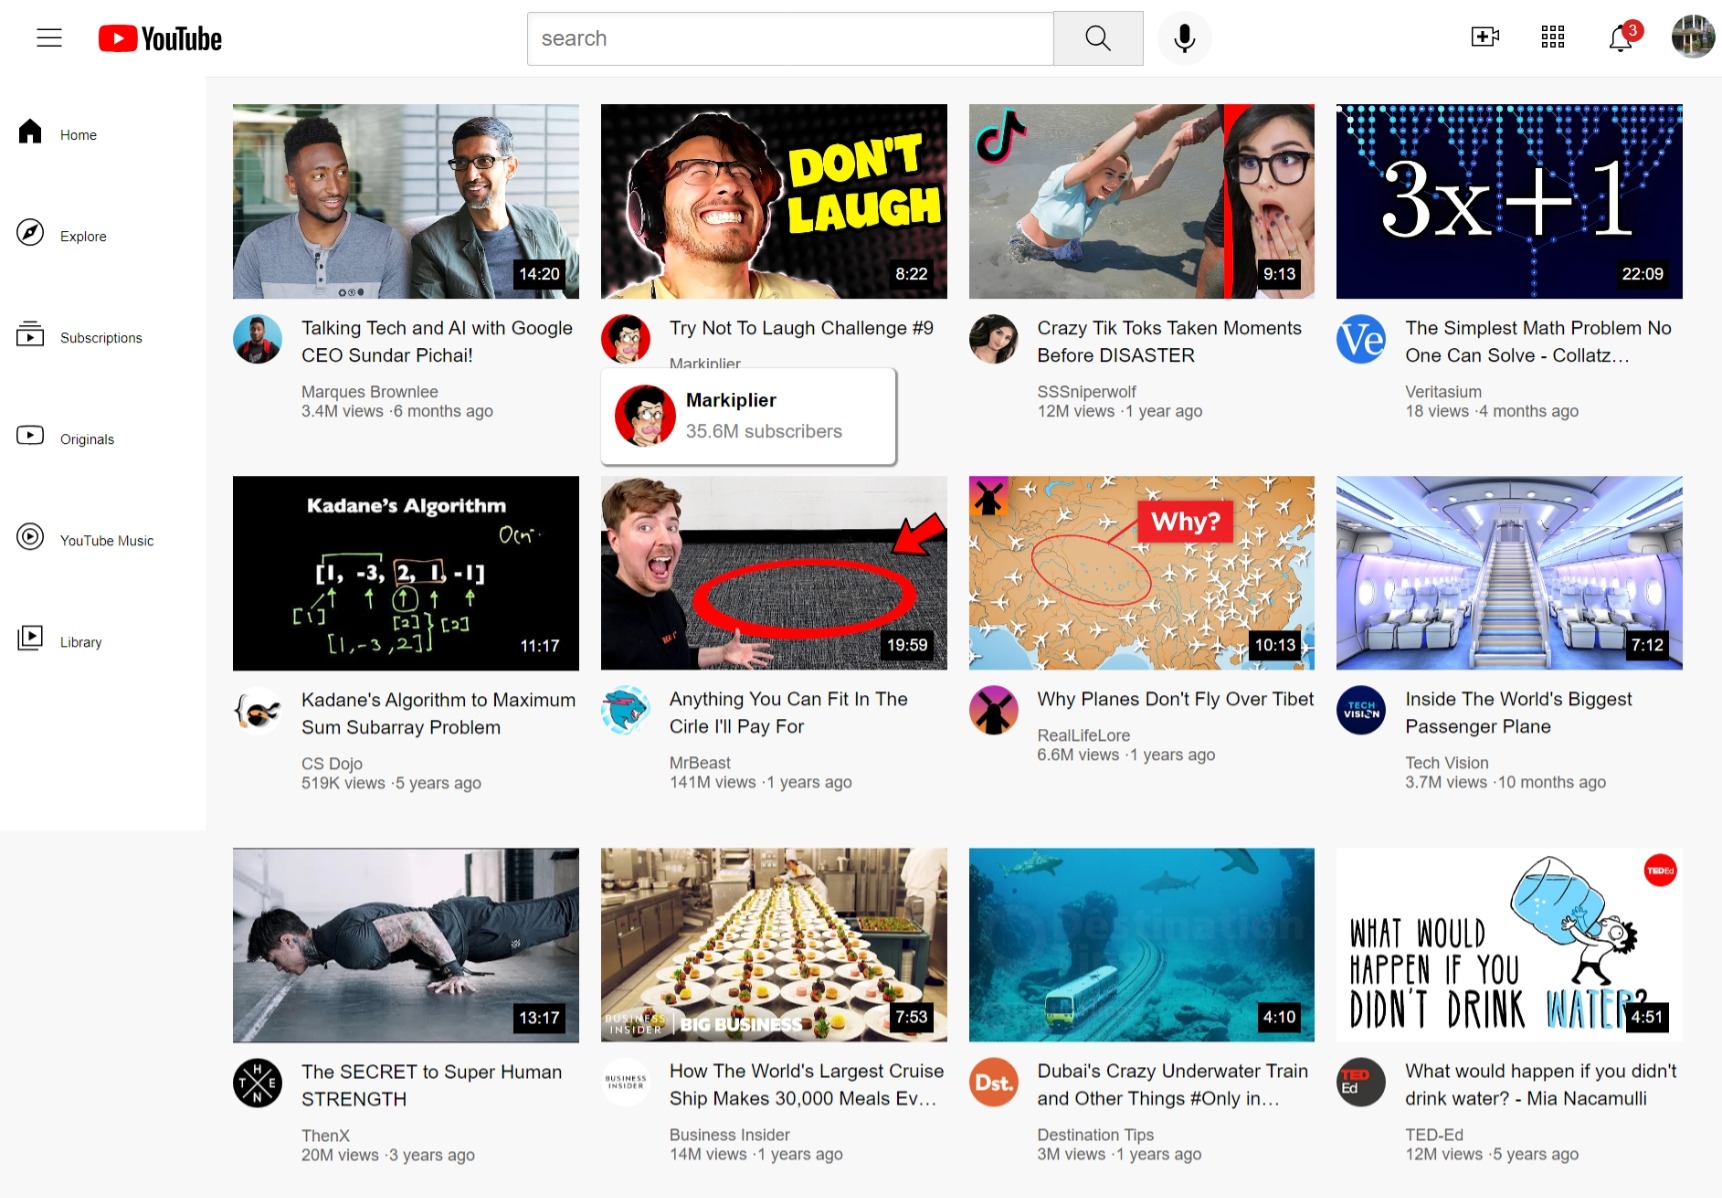 YouTube
search
3
Home
Explore
Subscriptions
Originals
YouTube Music
Library
14:20
Talking Tech and AI with Google
CEO Sundar Pichai!
Marques Brownlee
3.4M views ·6 months ago
DON'T
LAUGH
8:22
Try Not To Laugh Challenge #9
Markiplier
Markiplier
35.6M subscribers
9:13
Crazy Tik Toks Taken Moments
Before DISASTER
SSSniperwolf
12M views ·1 year ago
3x+1
22:09
Ve
The Simplest Math Problem No
One Can Solve - Collatz...
Veritasium
18 views ·4 months ago
Kadane's Algorithm
[1, -3, 2, 1, -1]
[1]
[2]
[2]
[1,-3,2]
11:17
Kadane's Algorithm to Maximum
Sum Subarray Problem
CS Dojo
519K views ·5 years ago
19:59
Anything You Can Fit In The
Cirle I'll Pay For
MrBeast
141M views ·1 years ago
Why?
10:13
Why Planes Don't Fly Over Tibet
RealLifeLore
6.6M views ·1 years ago
7:12
TECH
VISION
Inside The World's Biggest
Passenger Plane
Tech Vision
3.7M views ·10 months ago
13:17
THEN
The SECRET to Super Human
STRENGTH
ThenX
20M views ·3 years ago
BUSINESS
INSIDER
BIG BUSINESS
7:53
BUSINESS
INSIDER
How The World's Largest Cruise
Ship Makes 30,000 Meals Ev...
Business Insider
14M views ·1 years ago
Destination
4:10
Dst.
Dubai's Crazy Underwater Train
and Other Things #Only in...
Destination Tips
3M views ·1 years ago
TEDEd
WHAT WOULD
HAPPEN IF YOU
DIDN'T DRINK WATER?
4:51
TED
Ed
What would happen if you didn't
drink water? - Mia Nacamulli
TED-Ed
12M views ·5 years ago